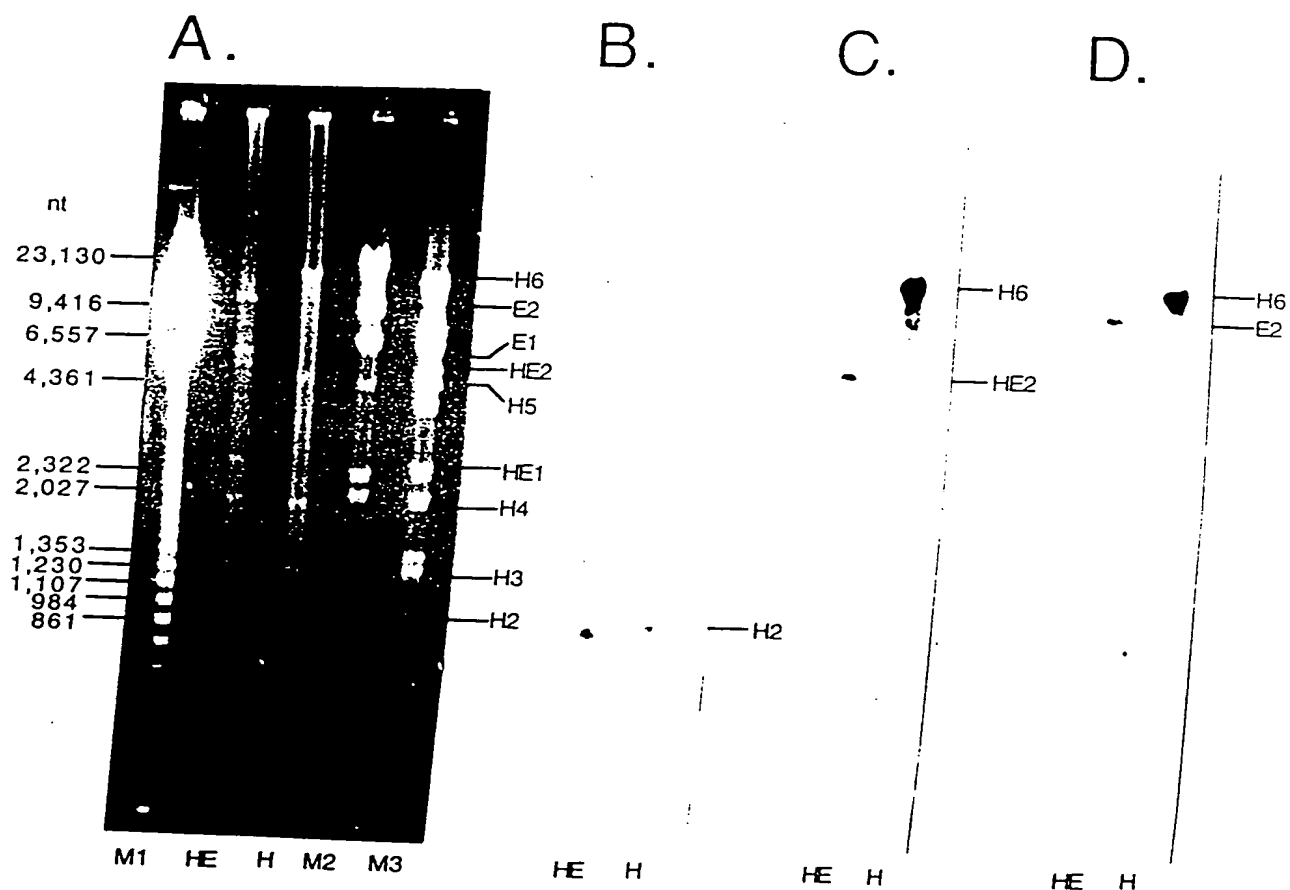 A.
B.
C.
D.
nt
23,130
9,416
6,557
4,361
2,322
2,027
1,353
1,230
1,107
984
861
H6
E2
E1
HE2
H5
HE1
H4
H3
H2
M1 HE H M2 M3
H2
HE H
H6
HE2
HE H
H6
E2
HE H